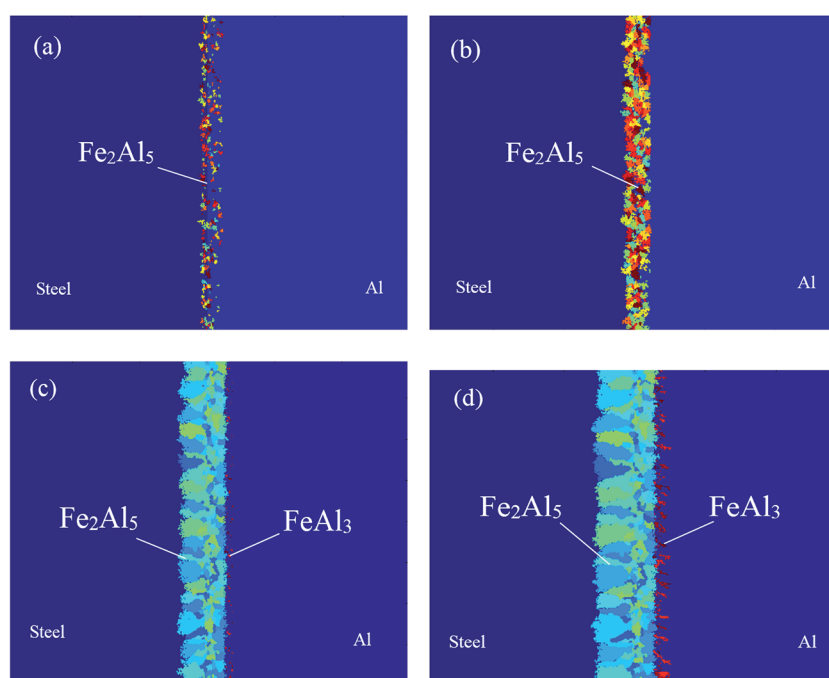 (a)
Fe₂Al₅
Steel
Al
(b)
Fe₂Al₅
Steel
Al
(c)
Fe₂Al₅
FeAl₃
Steel
Al
(d)
Fe₂Al₅
FeAl₃
Steel
Al